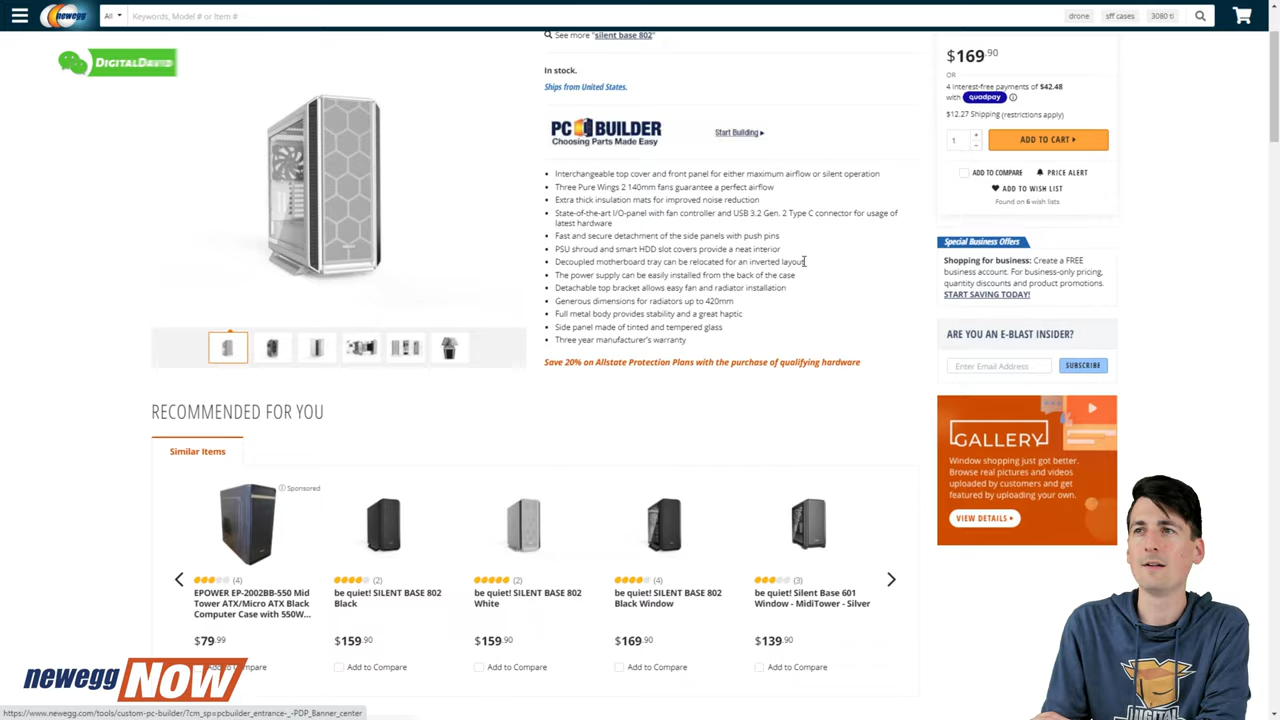 newegg
All
Keywords, Model # or Item #
drone
sff cases
3080 ti
DIGITALDAVID
See more "silent base 802"
In stock.
Ships from United States.
PC BUILDER
Choosing Parts Made Easy
Start Building
Interchangeable top cover and front panel for either maximum airflow or silent operation
Three Pure Wings 2 140mm fans guarantee a perfect airflow
Extra thick insulation mats for improved noise reduction
State-of-the-art I/O-panel with fan controller and USB 3.2 Gen. 2 Type C connector for usage of
latest hardware
Fast and secure detachment of the side panels with push pins
PSU shroud and smart HDD slot covers provide a neat interior
Decoupled motherboard tray can be relocated for an inverted layout
The power supply can be easily installed from the back of the case
Detachable top bracket allows easy fan and radiator installation
Generous dimensions for radiators up to 420mm
Full metal body provides stability and a great haptic
Side panel made of tinted and tempered glass
Three year manufacturer's warranty
Save 20% on Allstate Protection Plans with the purchase of qualifying hardware
$169.90
OR
4 interest-free payments of $42.48
with quadpay
$12.27 Shipping (restrictions apply)
1
ADD TO CART
ADD TO COMPARE
PRICE ALERT
ADD TO WISH LIST
Found on 6 wish lists
Special Business Offers
Shopping for business: Create a FREE
business account. For business-only pricing,
quantity discounts and product promotions.
START SAVING TODAY!
ARE YOU AN E-BLAST INSIDER?
Enter Email Address
SUBSCRIBE
GALLERY
Window shopping just got better.
Browse real pictures and videos
uploaded by customers and get
featured by uploading your own.
VIEW DETAILS
RECOMMENDED FOR YOU
Similar Items
Sponsored
(4)
EPOWER EP-2002BB-550 Mid
Tower ATX/Micro ATX Black
Computer Case with 550W...
$79.99
Add to Compare
(2)
be quiet! SILENT BASE 802
Black
$159.90
Add to Compare
(2)
be quiet! SILENT BASE 802
White
$159.90
Add to Compare
(4)
be quiet! SILENT BASE 802
Black Window
$169.90
Add to Compare
(3)
be quiet! Silent Base 601
Window - MidiTower - Silver
$139.90
Add to Compare
newegg NOW
https://www.newegg.com/tools/custom-pc-builder/?cm_sp=pcbuilder_entrance-_-PDP_Banner_center
DIGITAL